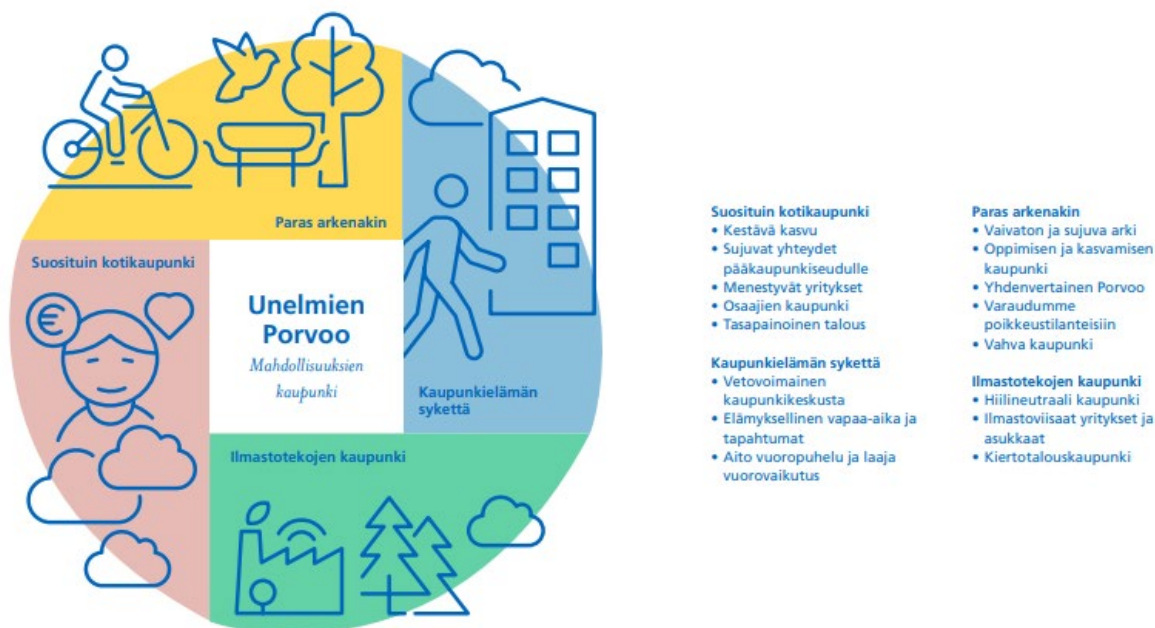 Paras arkenakin
Suosituin kotikaupunki
Unelmien
Porvoo
Mahdollisuuksien
kaupunki
Kaupunkielämän
sykettä
Ilmastotekojen kaupunki
€
Suosituin kotikaupunki
• Kestävä kasvu
• Sujuvat yhteydet
pääkaupunkiseudulle
• Menestyvät yritykset
• Osaajien kaupunki
• Tasapainoinen talous
Kaupunkielämän sykettä
• Vetovoimainen
kaupunkikeskusta
• Elämyksellinen vapaa-aika ja
tapahtumat
• Aito vuoropuhelu ja laaja
vuorovaikutus
Paras arkenakin
• Vaivaton ja sujuva arki
• Oppimisen ja kasvamisen
kaupunki
• Yhdenvertainen Porvoo
• Varaudumme
poikkeustilanteisiin
• Vahva kaupunki
Ilmastotekojen kaupunki
• Hiilineutraali kaupunki
• Ilmastoviisaat yritykset ja
asukkaat
• Kiertotalouskaupunki